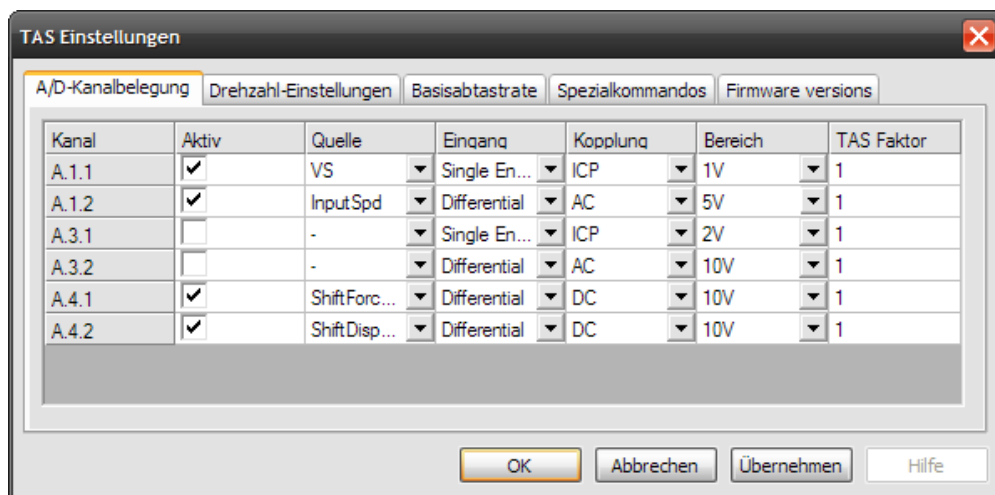 TAS Einstellungen
A/D-Kanalbelegung Drehzahl-Einstellungen Basisabtastrate Spezialkommandos Firmware versions
Kanal Aktiv Quelle Eingang Kopplung Bereich TAS Faktor
A.1.1 VS Single En... ICP 1V 1
A.1.2 InputSpd Differential AC 5V 1
A.3.1 - Single En... ICP 2V 1
A.3.2 - Differential AC 10V 1
A.4.1 ShiftForc... Differential DC 10V 1
A.4.2 ShiftDisp... Differential DC 10V 1
OK Abbrechen Übernehmen Hilfe